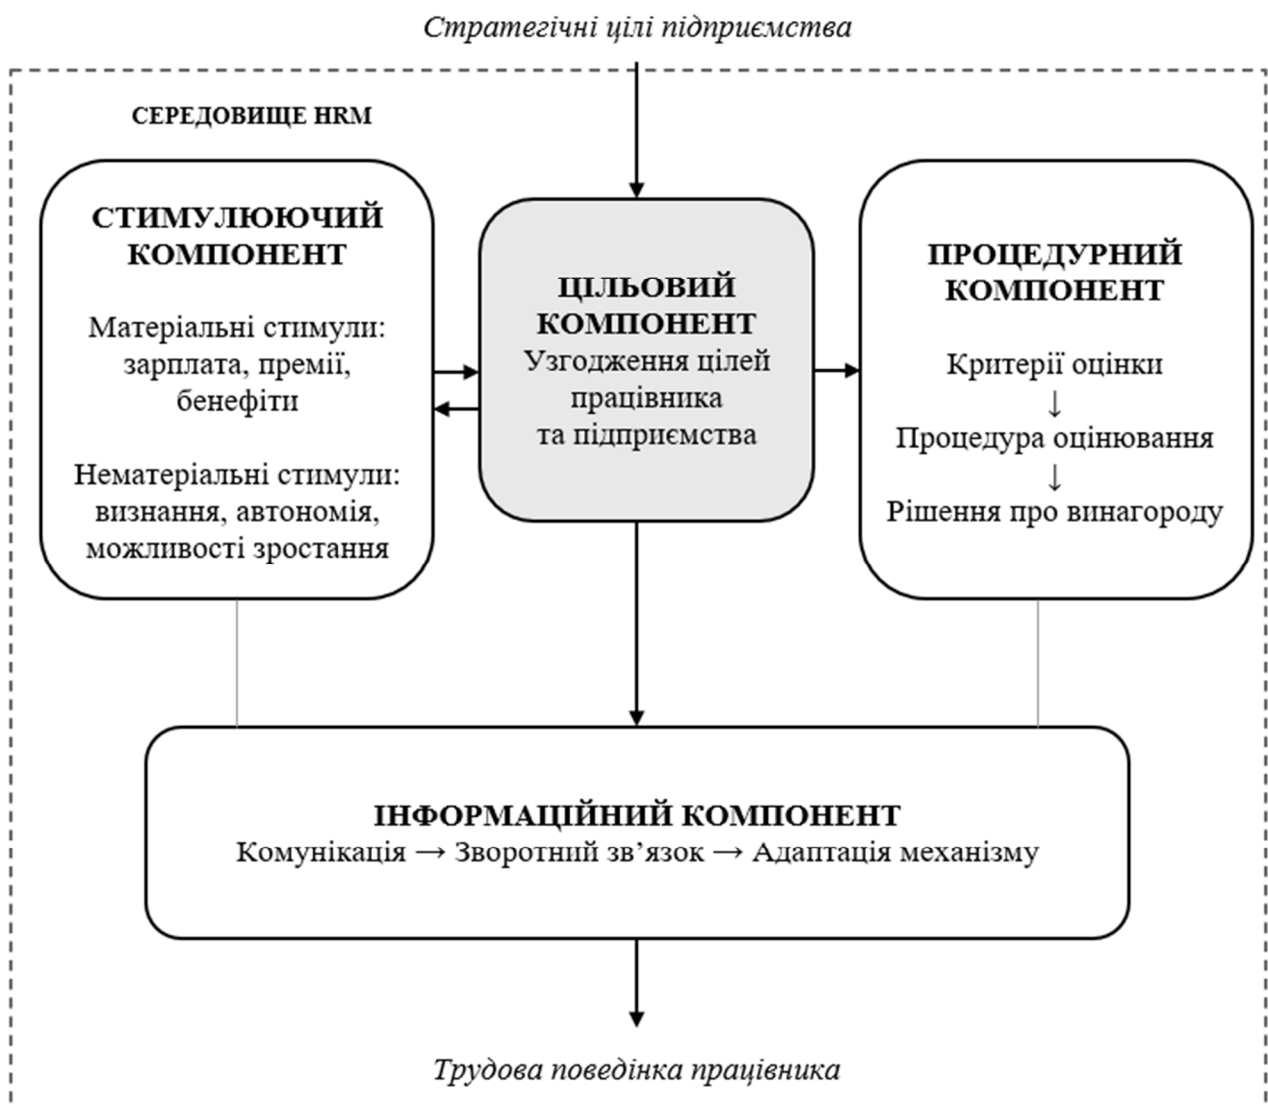 Стратегічні цілі підприємства
СЕРЕДОВИЩЕ HRM
СТИМУЛЮЮЧИЙ
КОМПОНЕНТ
Матеріальні стимули:
зарплата, премії,
бенефіти
Нематеріальні стимули:
визнання, автономія,
можливості зростання
ЦІЛЬОВИЙ
КОМПОНЕНТ
Узгодження цілей
працівника
та підприємства
ПРОЦЕДУРНИЙ
КОМПОНЕНТ
Критерії оцінки
↓
Процедура оцінювання
↓
Рішення про винагороду
ІНФОРМАЦІЙНИЙ КОМПОНЕНТ
Комунікація → Зворотний зв’язок → Адаптація механізму
Трудова поведінка працівника